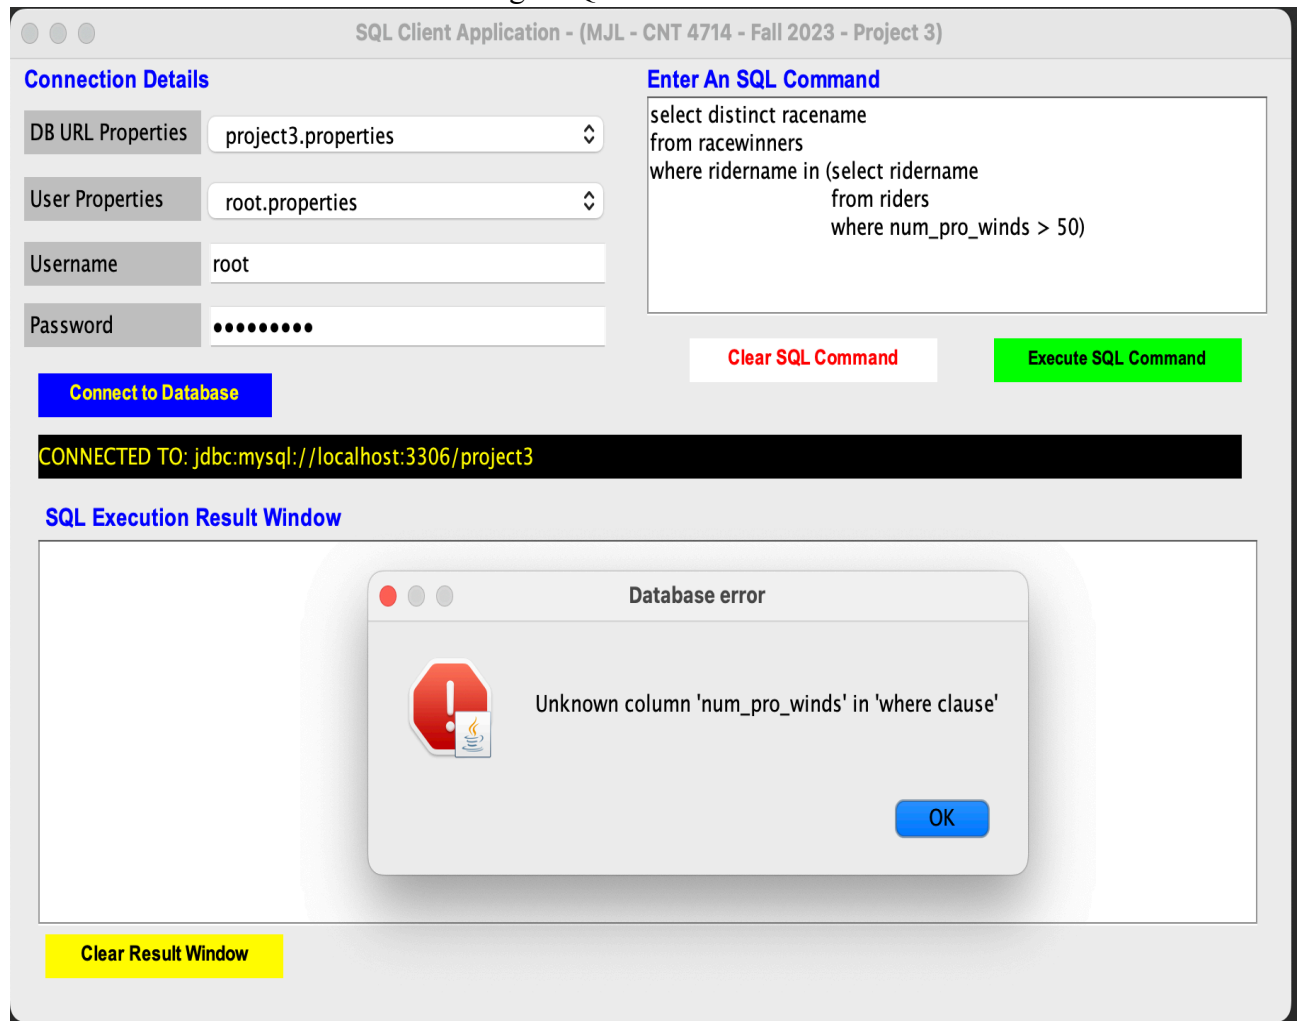 SQL Client Application - (MJL - CNT 4714 - Fall 2023 - Project 3)
Connection Details
DB URL Properties
project3.properties
User Properties
root.properties
Username
root
Password
•••••••••
Connect to Database
Enter An SQL Command
select distinct racename
from racewinners
where ridername in (select ridername
from riders
where num_pro_winds > 50)
Clear SQL Command
Execute SQL Command
CONNECTED TO: jdbc:mysql://localhost:3306/project3
SQL Execution Result Window
Database error
Unknown column 'num_pro_winds' in 'where clause'
OK
Clear Result Window